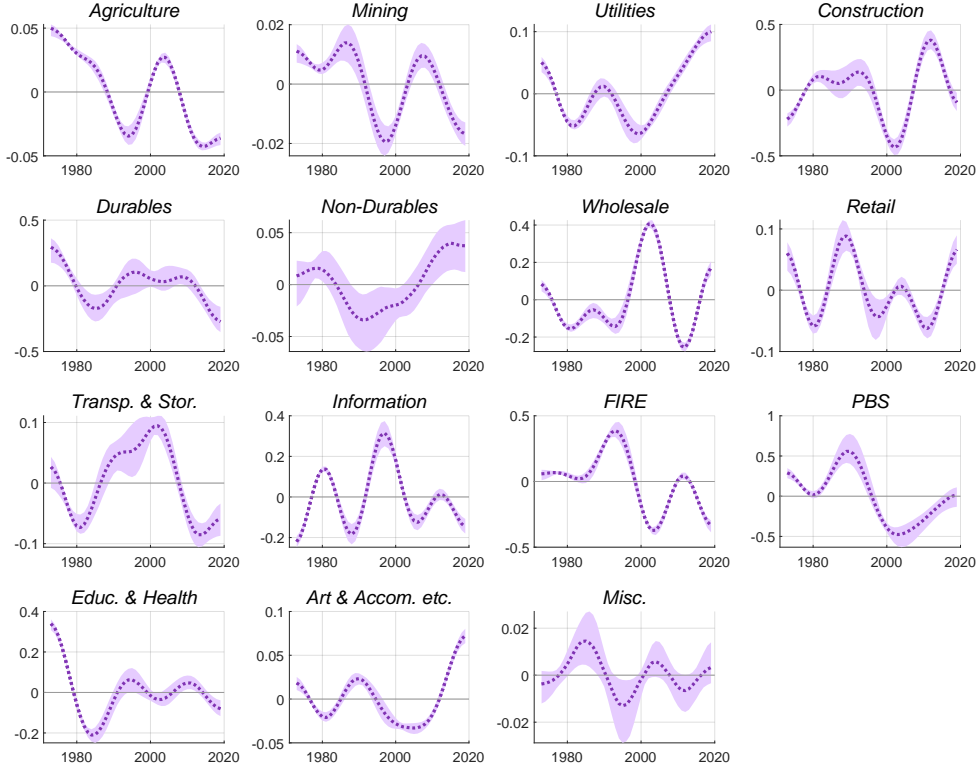 Agriculture
0.05
0
-0.05
1980 2000 2020
Mining
0.02
0
-0.02
1980 2000 2020
Utilities
0.1
0
-0.1
1980 2000 2020
Construction
0.5
0
-0.5
1980 2000 2020
Durables
0.5
0
-0.5
1980 2000 2020
Non-Durables
0.05
0
-0.05
1980 2000 2020
Wholesale
0.4
0.2
0
-0.2
1980 2000 2020
Retail
0.1
0
-0.1
1980 2000 2020
Transp. & Stor.
0.1
0
-0.1
1980 2000 2020
Information
0.4
0.2
0
-0.2
1980 2000 2020
FIRE
0.5
0
-0.5
1980 2000 2020
PBS
1
0.5
0
-0.5
1980 2000 2020
Educ. & Health
0.4
0.2
0
-0.2
1980 2000 2020
Art & Accom. etc.
0.1
0.05
0
-0.05
1980 2000 2020
Misc.
0.02
0
-0.02
1980 2000 2020